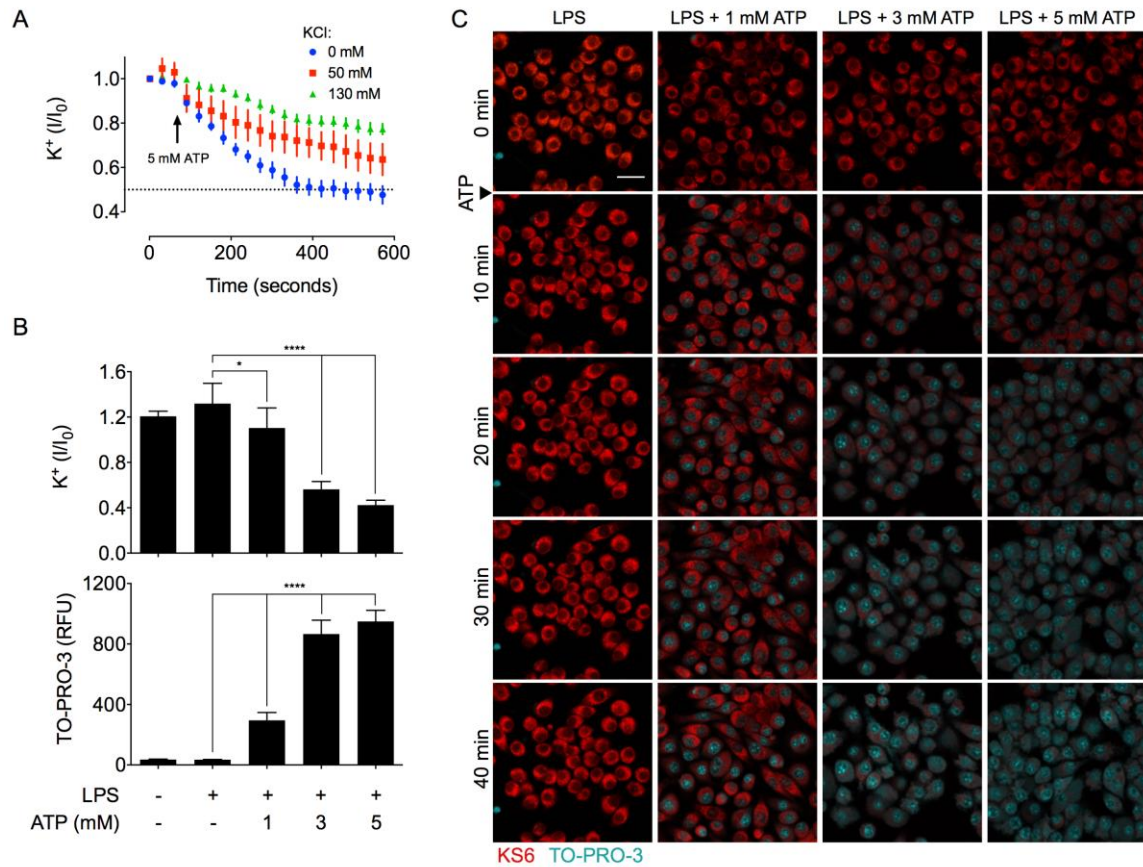 A
KCl:
0 mM
50 mM
130 mM
K⁺ (I/I₀)
1.0
0.8
0.6
0.4
5 mM ATP
0
200
400
600
Time (seconds)
B
K⁺ (I/I₀)
1.6
1.2
0.8
0.4
0.0
*
****
TO-PRO-3 (RFU)
1200
800
400
0
****
LPS - + + + +
ATP (mM) - - 1 3 5
C
LPS
LPS + 1 mM ATP
LPS + 3 mM ATP
LPS + 5 mM ATP
0 min
ATP
10 min
20 min
30 min
40 min
KS6 TO-PRO-3